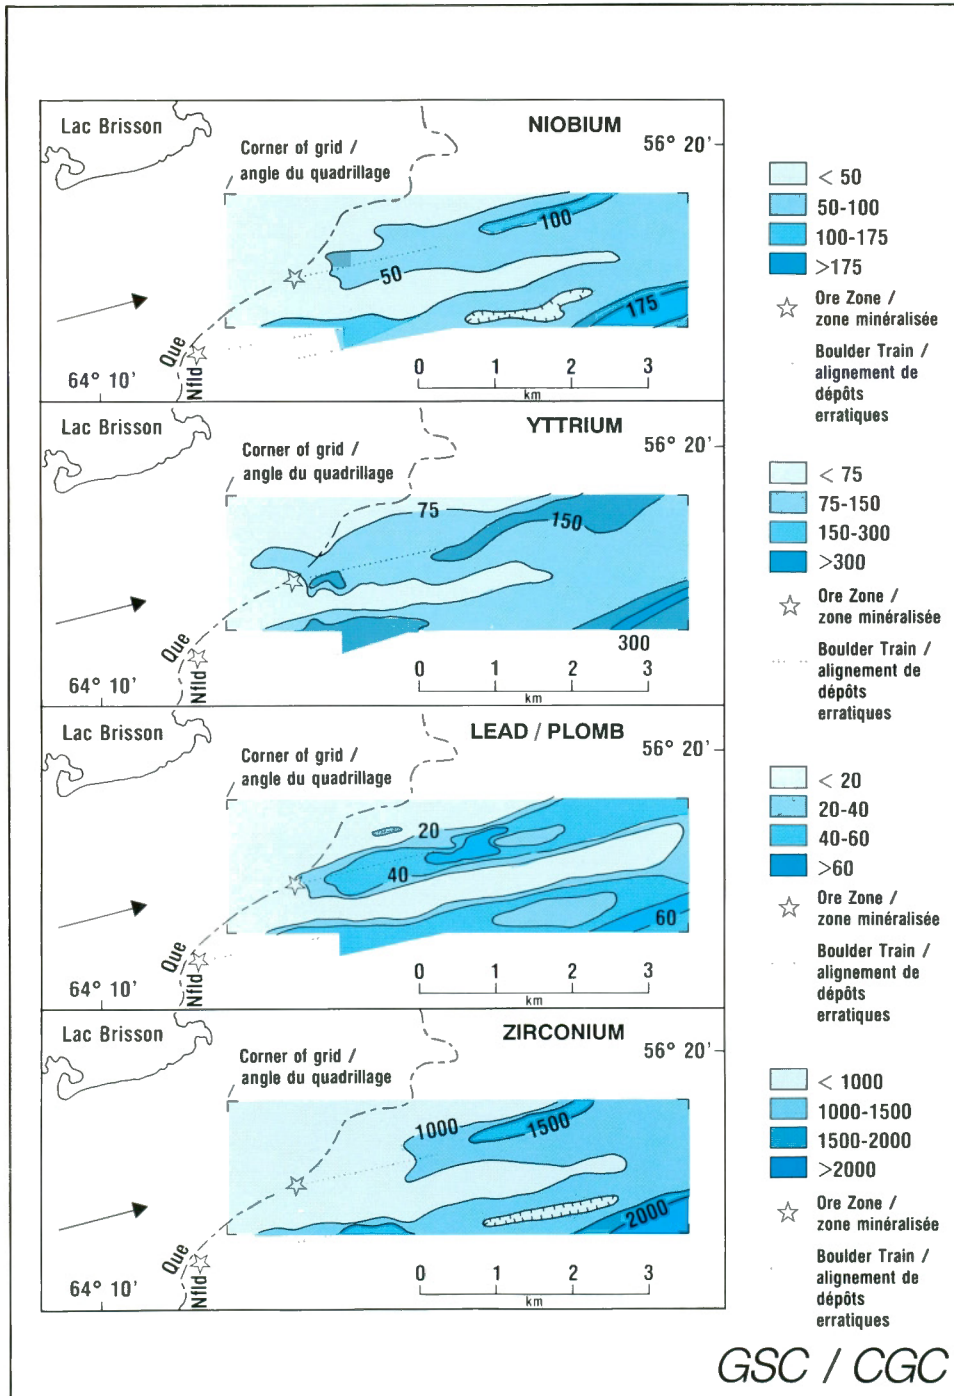 NIOBIUM
Lac Brisson
56° 20'
Corner of grid /
angle du quadrillage
100
50
175
Que
Nfld
64° 10'
0 1 2 3
km
< 50
50-100
100-175
>175
Ore Zone /
zone minéralisée
Boulder Train /
alignement de
dépôts
erratiques
YTTRIUM
Lac Brisson
56° 20'
Corner of grid /
angle du quadrillage
75
150
300
Que
Nfld
64° 10'
0 1 2 3
km
< 75
75-150
150-300
>300
Ore Zone /
zone minéralisée
Boulder Train /
alignement de
dépôts
erratiques
LEAD / PLOMB
Lac Brisson
56° 20'
Corner of grid /
angle du quadrillage
20
40
60
Que
Nfld
64° 10'
0 1 2 3
km
< 20
20-40
40-60
>60
Ore Zone /
zone minéralisée
Boulder Train /
alignement de
dépôts
erratiques
ZIRCONIUM
Lac Brisson
56° 20'
Corner of grid /
angle du quadrillage
1000
1500
2000
Que
Nfld
64° 10'
0 1 2 3
km
< 1000
1000-1500
1500-2000
>2000
Ore Zone /
zone minéralisée
Boulder Train /
alignement de
dépôts
erratiques
GSC / CGC